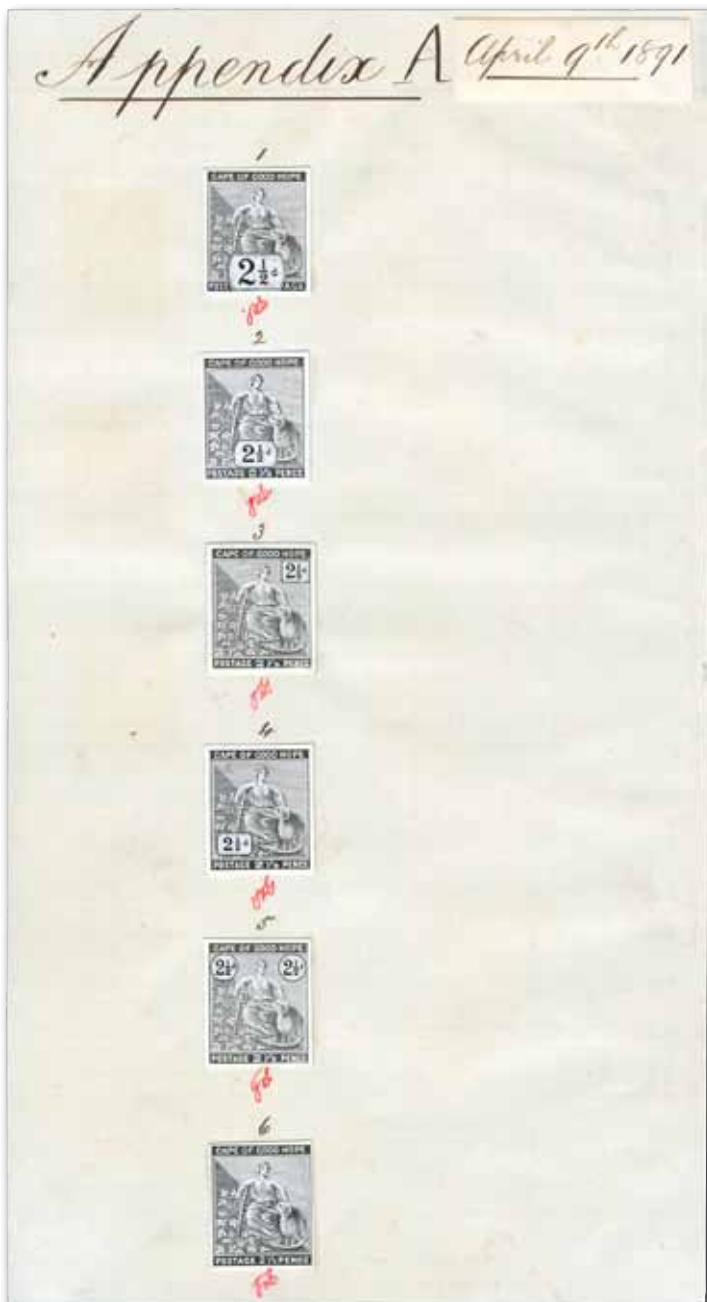 Appendix A April 9th 1891
1
CAPE OF GOOD HOPE
2½d
POST AGE
2
CAPE OF GOOD HOPE
2½d
POSTAGE 2½ PENCE
3
CAPE OF GOOD HOPE
2½d
POSTAGE 2½ PENCE
4
CAPE OF GOOD HOPE
2½d
POSTAGE 2½ PENCE
5
CAPE OF GOOD HOPE
2½d 2½d
POSTAGE 2½ PENCE
6
CAPE OF GOOD HOPE
POSTAGE 2½ PENCE